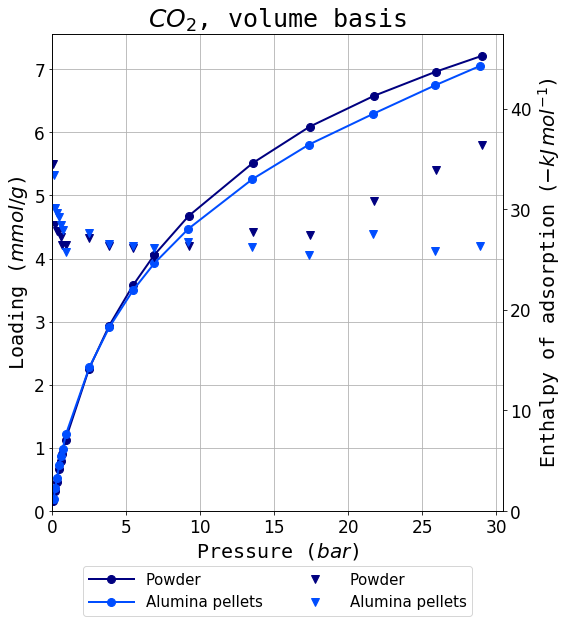 CO2, volume basis
7
6
5
4
3
2
1
0
Loading (mmol/g)
40
30
20
10
0
Enthalpy of adsorption (−kJ mol⁻¹)
0 5 10 15 20 25 30
Pressure (bar)
Powder Powder
Alumina pellets Alumina pellets